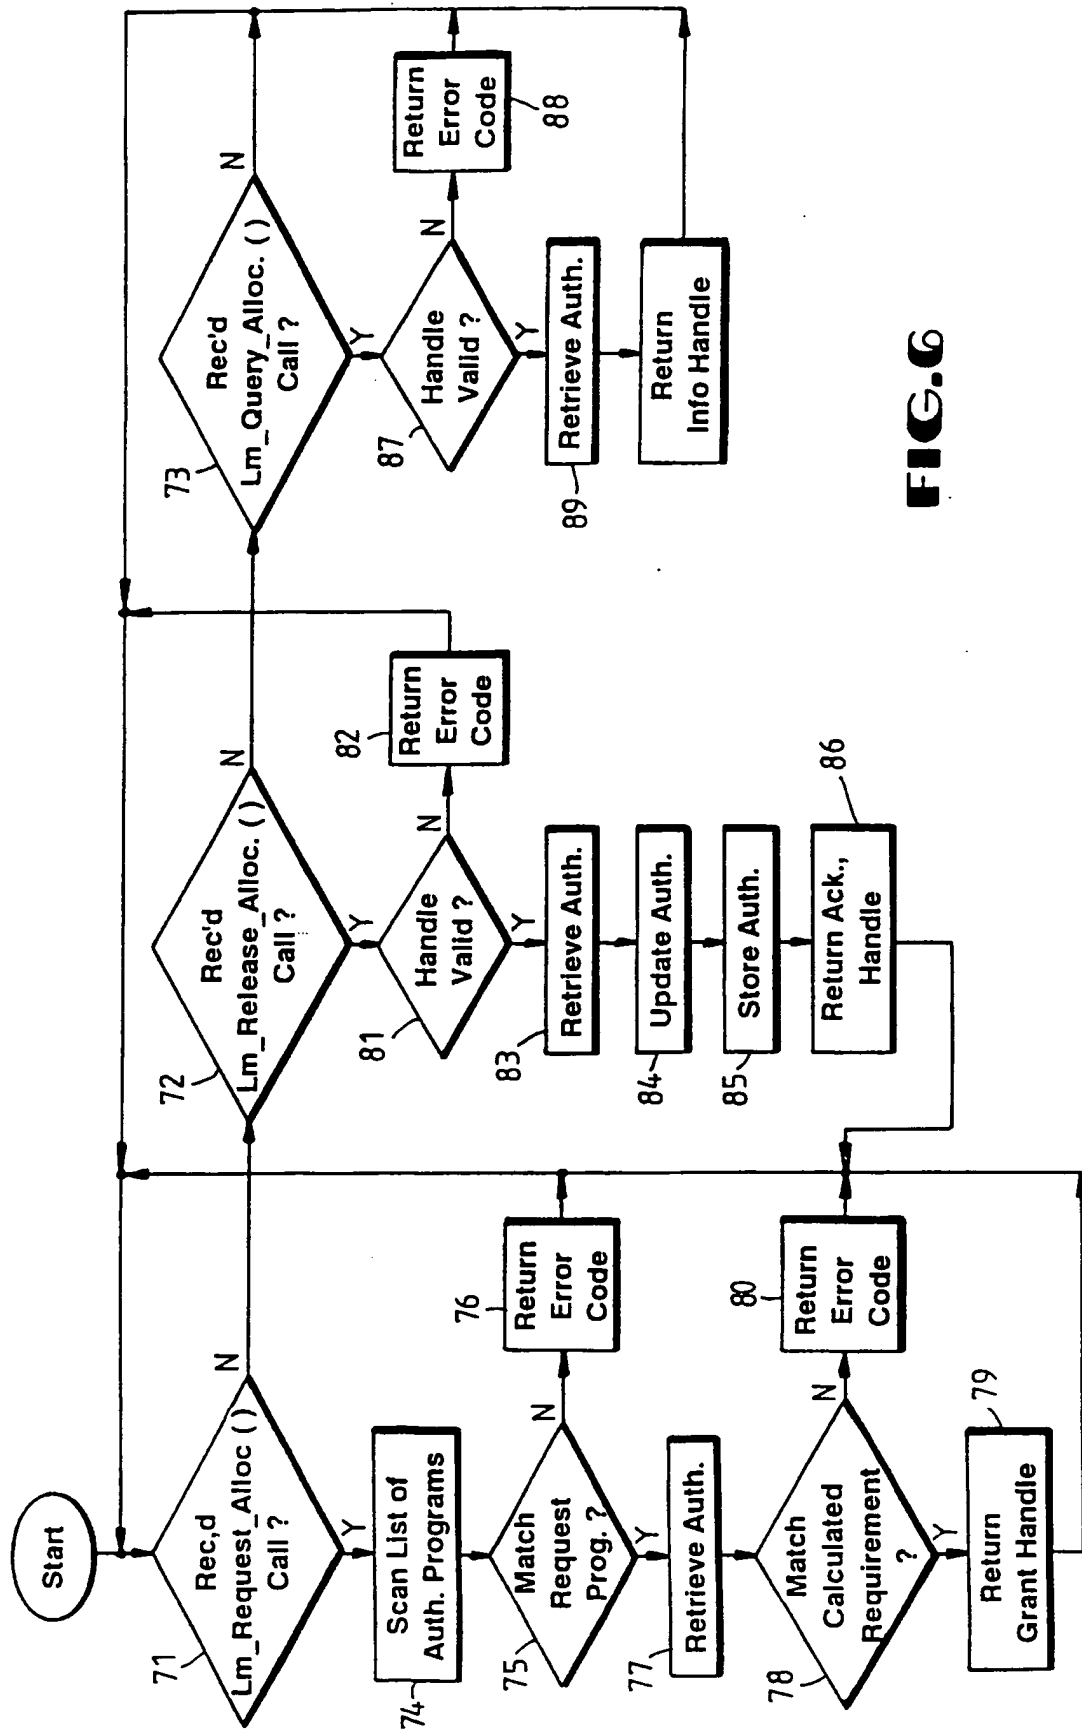 Start
71
Rec,d
Lm_Request_Alloc ( )
Call ?
N
Y
74
Scan List of
Auth. Programs
75
Match
Request
Prog. ?
N
Y
76
Return
Error
Code
77
Retrieve Auth.
78
Match
Calculated
Requirement
?
N
Y
80
Return
Error
Code
79
Return
Grant Handle
72
Rec'd
Lm_Release_Alloc. ( )
Call ?
N
Y
81
Handle
Valid ?
N
Y
82
Return
Error
Code
83
Retrieve Auth.
84
Update Auth.
85
Store Auth.
86
Return Ack.,
Handle
73
Rec'd
Lm_Query_Alloc. ( )
Call ?
N
Y
87
Handle
Valid ?
N
Y
Return
Error
Code
88
89
Retrieve Auth.
Return
Info Handle
FIG.6